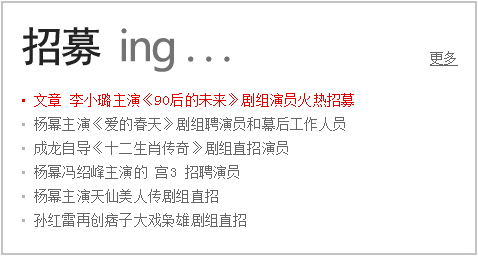 招募 ing . . .
更多
文章 李小璐主演《90后的未来》剧组演员火热招募
杨幂主演《爱的春天》剧组聘演员和幕后工作人员
成龙自导《十二生肖传奇》剧组直招演员
杨幂冯绍峰主演的 宫3 招聘演员
杨幂主演天仙美人传剧组直招
孙红雷再创痞子大戏枭雄剧组直招